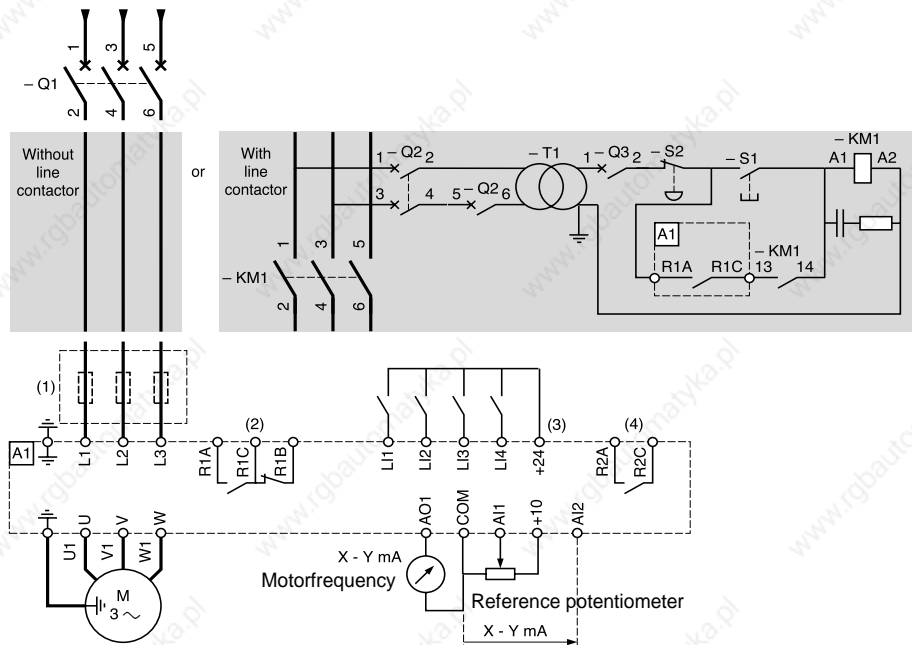 1 3 5
– Q1
2 4 6
Without line contactor
or
With line contactor
1 – Q2 2
3 4 5 – Q2 6
– T1
1 – Q3 2
– S2
– S1
– KM1
A1 A2
A1
R1A R1C
– KM1
13 14
1 3 5
– KM1
2 4 6
(1)
A1
L1 L2 L3
(2)
R1A R1C R1B
(3)
LI1 LI2 LI3 LI4 +24
(4)
R2A R2C
U V W
U1 V1 W1
M
3 ~
AO1 COM AI1 +10 AI2
X - Y mA
Motorfrequency
Reference potentiometer
X - Y mA
www.rgbautomatyka.pl